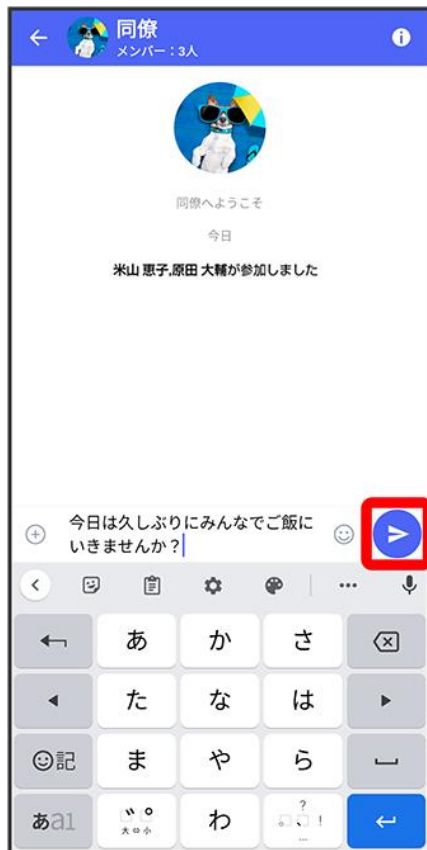 同僚
メンバー：3人
同僚へようこそ
今日
米山 恵子,原田 大輔が参加しました
今日は久しぶりにみんなでご飯に
いきませんか？
あ か さ
た な は
記 ま や ら
あa1 大⇔小 わ 。、?!…